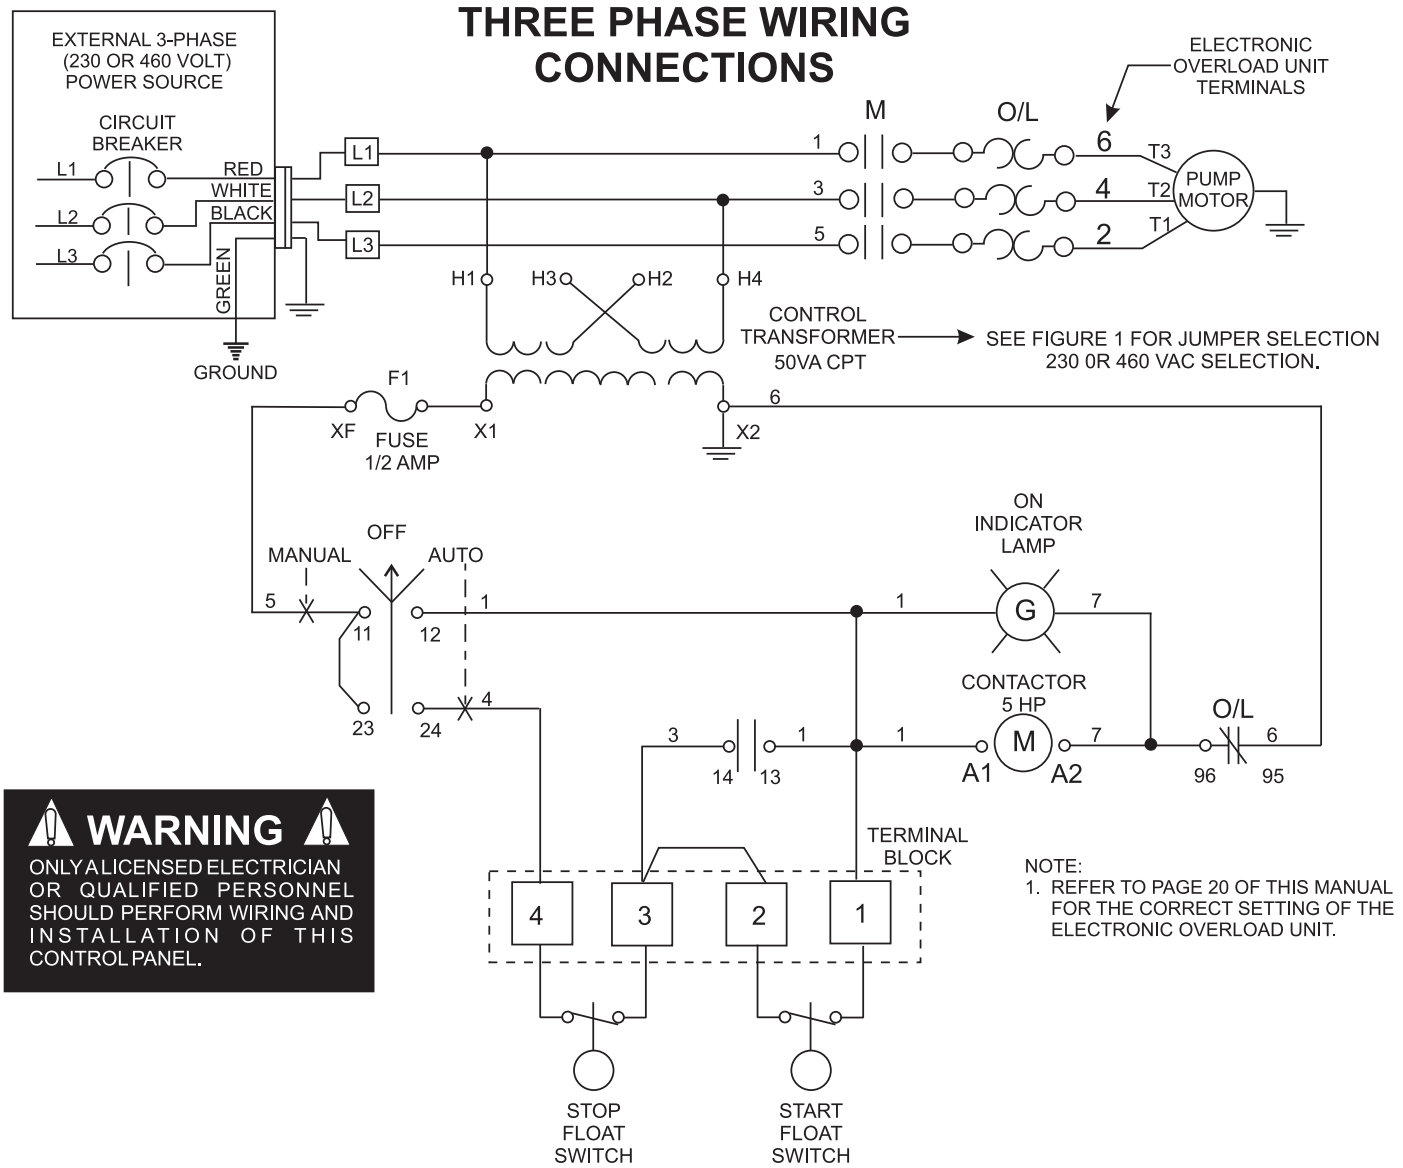 THREE PHASE WIRING
CONNECTIONS
EXTERNAL 3-PHASE
(230 OR 460 VOLT)
POWER SOURCE
CIRCUIT
BREAKER
L1
L2
L3
RED
WHITE
BLACK
GREEN
GROUND
L1
L2
L3
1
3
5
M
O/L
ELECTRONIC
OVERLOAD UNIT
TERMINALS
6
4
2
T3
T2
T1
PUMP
MOTOR
H1
H3
H2
H4
CONTROL
TRANSFORMER
50VA CPT
SEE FIGURE 1 FOR JUMPER SELECTION
230 0R 460 VAC SELECTION.
F1
XF
FUSE
1/2 AMP
X1
X2
6
OFF
MANUAL
AUTO
5
11
12
1
23
24
4
1
ON
INDICATOR
LAMP
G
7
CONTACTOR
5 HP
M
A1
A2
1
7
O/L
96
95
6
3
14
13
1
TERMINAL
BLOCK
4
3
2
1
STOP
FLOAT
SWITCH
START
FLOAT
SWITCH
WARNING
ONLY A LICENSED ELECTRICIAN
OR QUALIFIED PERSONNEL
SHOULD PERFORM WIRING AND
INSTALLATION OF THIS
CONTROL PANEL.
NOTE:
1. REFER TO PAGE 20 OF THIS MANUAL
FOR THE CORRECT SETTING OF THE
ELECTRONIC OVERLOAD UNIT.